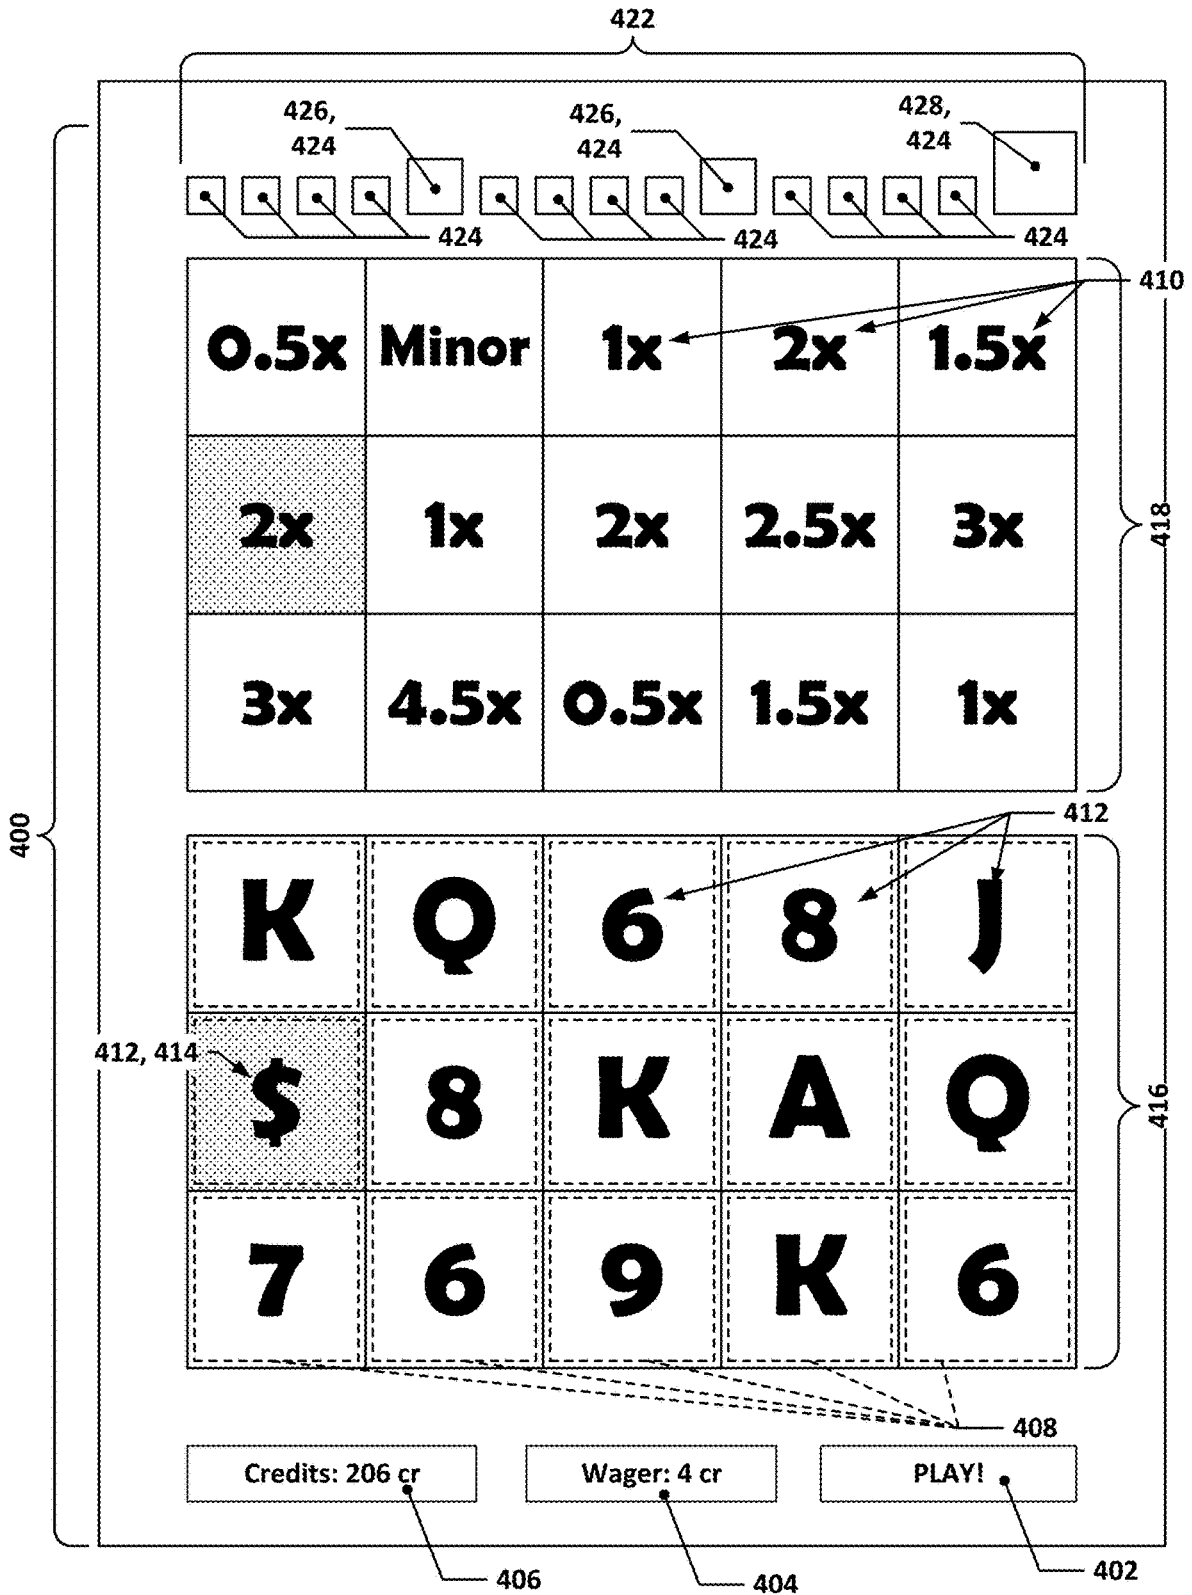 422
426,
424
426,
424
428,
424
424
424
424
410
0.5x Minor 1x 2x 1.5x
2x 1x 2x 2.5x 3x
418
3x 4.5x 0.5x 1.5x 1x
400
412
K Q 6 8 J
412, 414
$ 8 K A Q
416
7 6 9 K 6
408
Credits: 206 cr
Wager: 4 cr
PLAY!
406
404
402